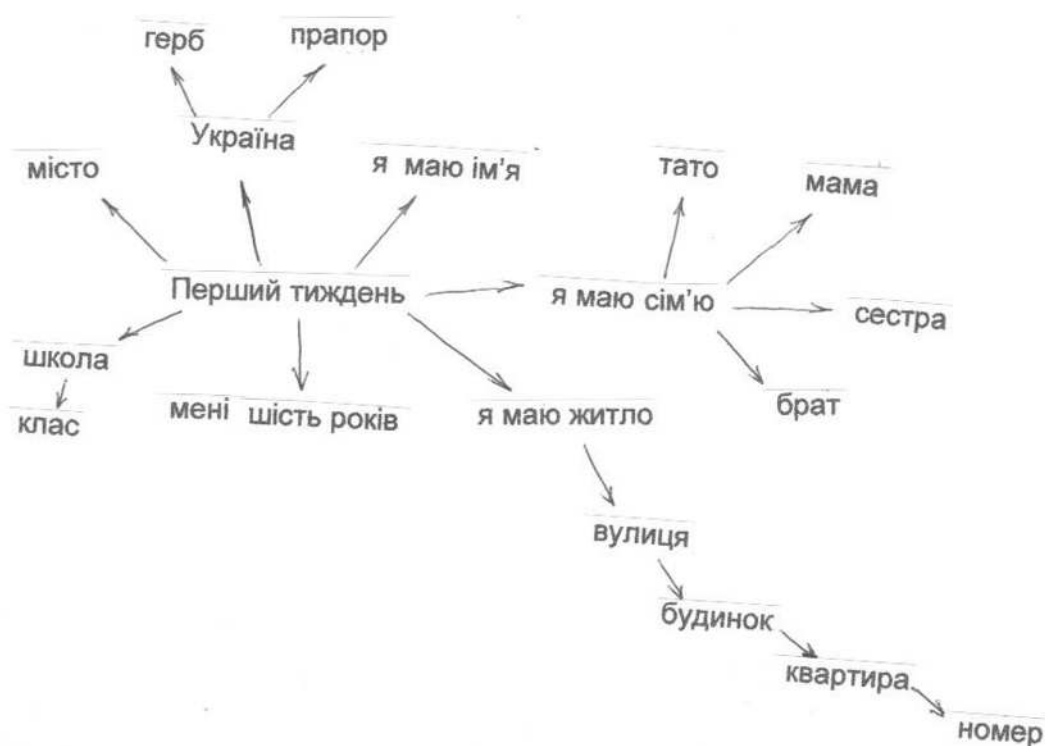 герб
прапор
Україна
місто
я маю ім’я
тато
мама
Перший тиждень
я маю сім’ю
сестра
школа
клас
мені шість років
я маю житло
брат
вулиця
будинок
квартира
номер